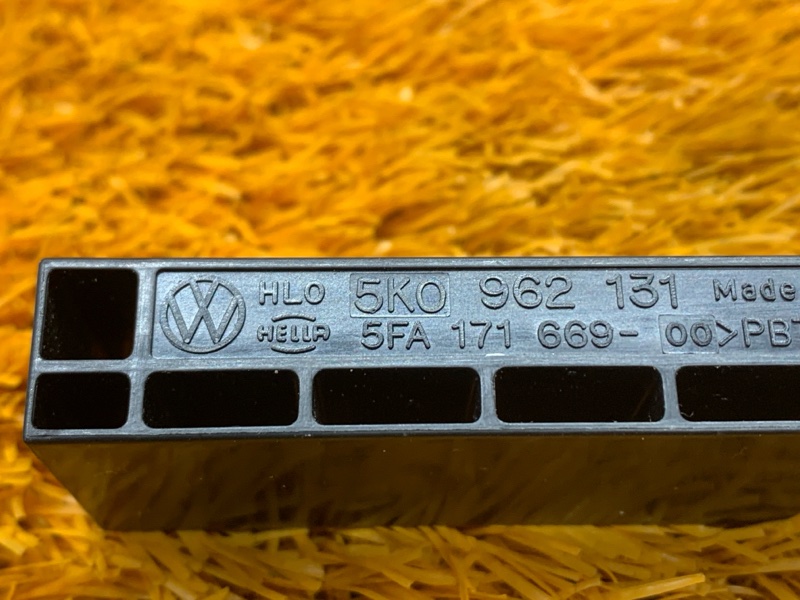 HLO 5K0 962 131 Made
HELLA 5FA 171 669- 00>PBT